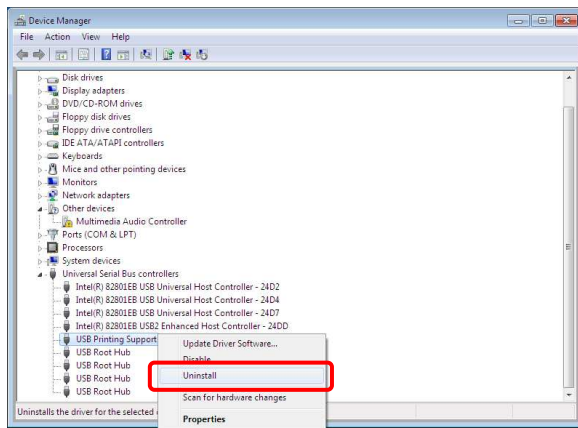 Device Manager
File Action View Help
Disk drives
Display adapters
DVD/CD-ROM drives
Floppy disk drives
Floppy drive controllers
IDE ATA/ATAPI controllers
Keyboards
Mice and other pointing devices
Monitors
Network adapters
Other devices
Multimedia Audio Controller
Ports (COM & LPT)
Processors
System devices
Universal Serial Bus controllers
Intel(R) 82801EB USB Universal Host Controller - 24D2
Intel(R) 82801EB USB Universal Host Controller - 24D4
Intel(R) 82801EB USB Universal Host Controller - 24D7
Intel(R) 82801EB USB2 Enhanced Host Controller - 24DD
USB Printing Support
USB Root Hub
USB Root Hub
USB Root Hub
USB Root Hub
Update Driver Software...
Disable
Uninstall
Scan for hardware changes
Properties
Uninstalls the driver for the selected